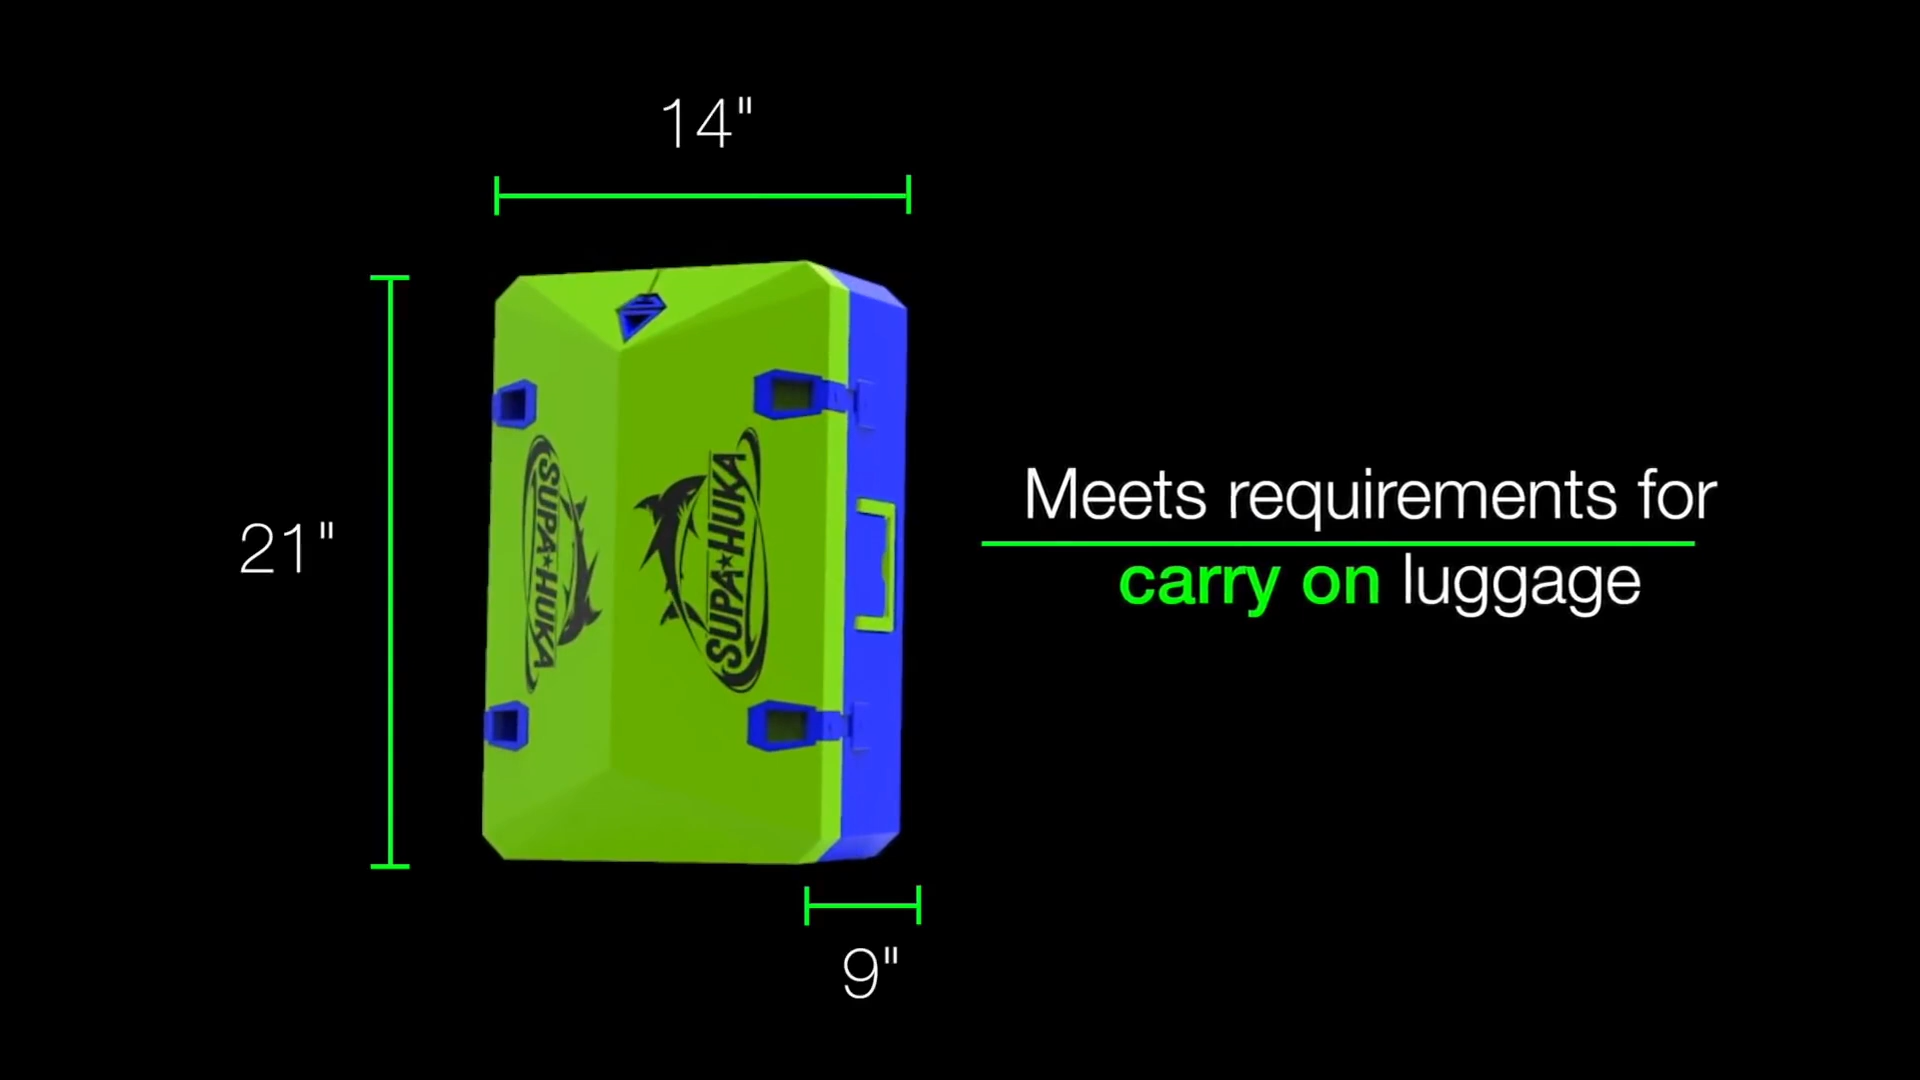 14"
21"
SUPA★HUKA
SUPA★HUKA
Meets requirements for
carry on luggage
9"